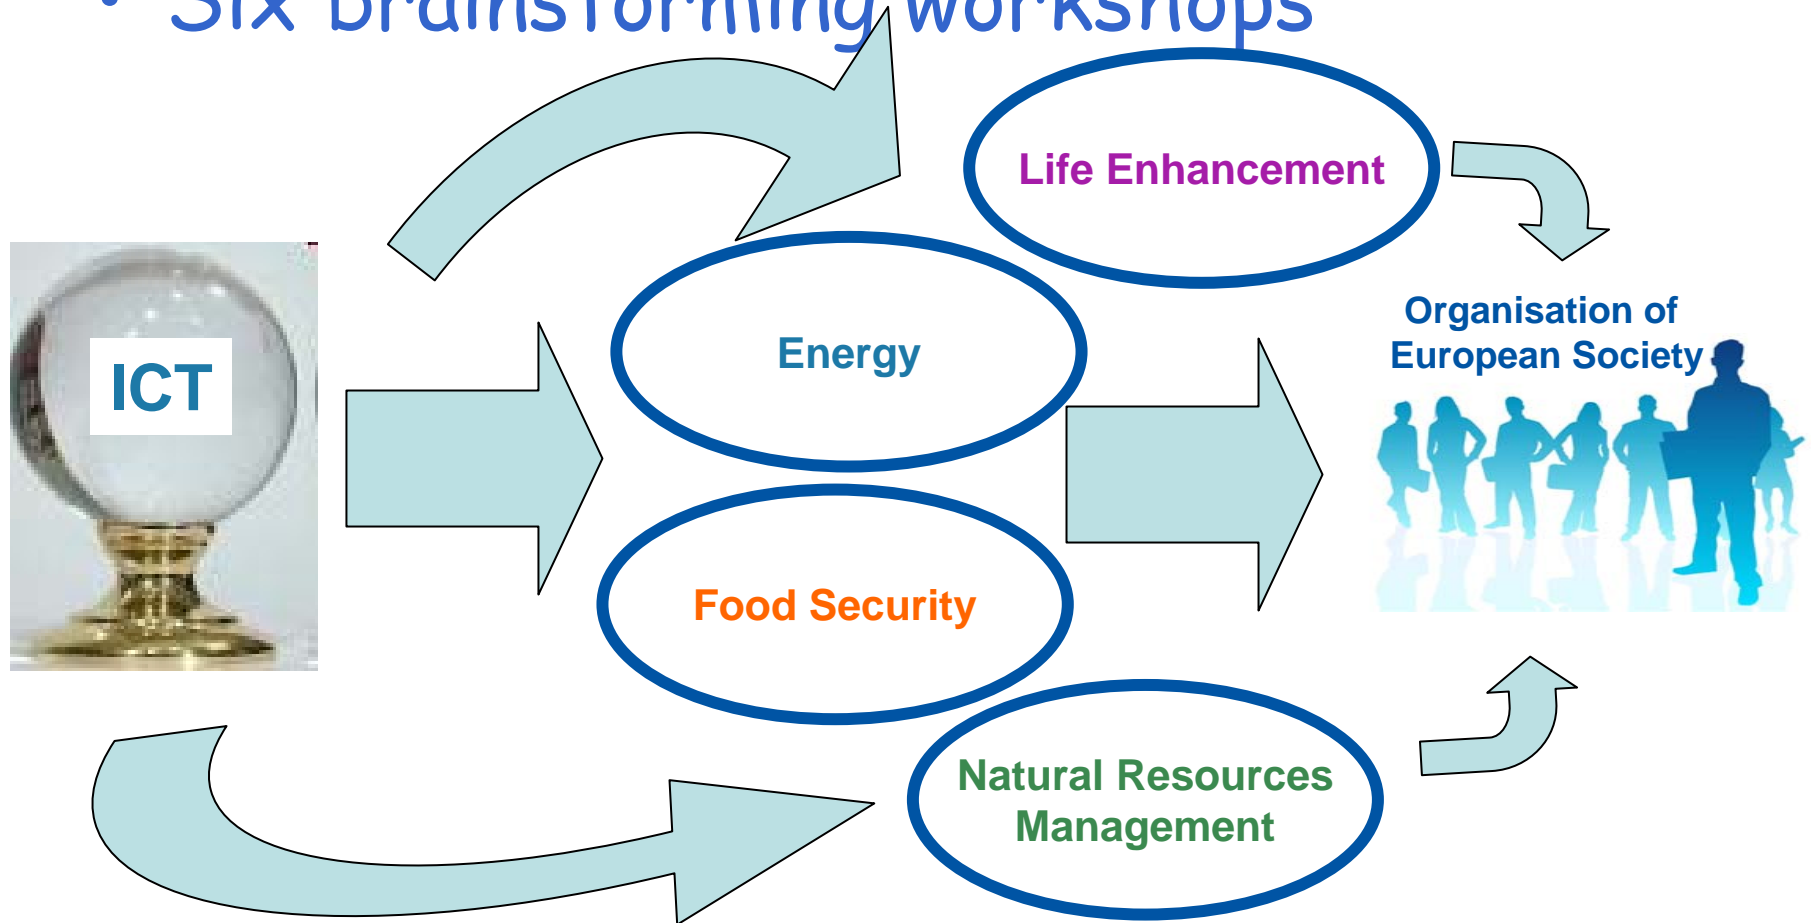 • Six brainstorming workshops
Life Enhancement
Energy
ICT
Organisation of
European Society
Food Security
Natural Resources
Management